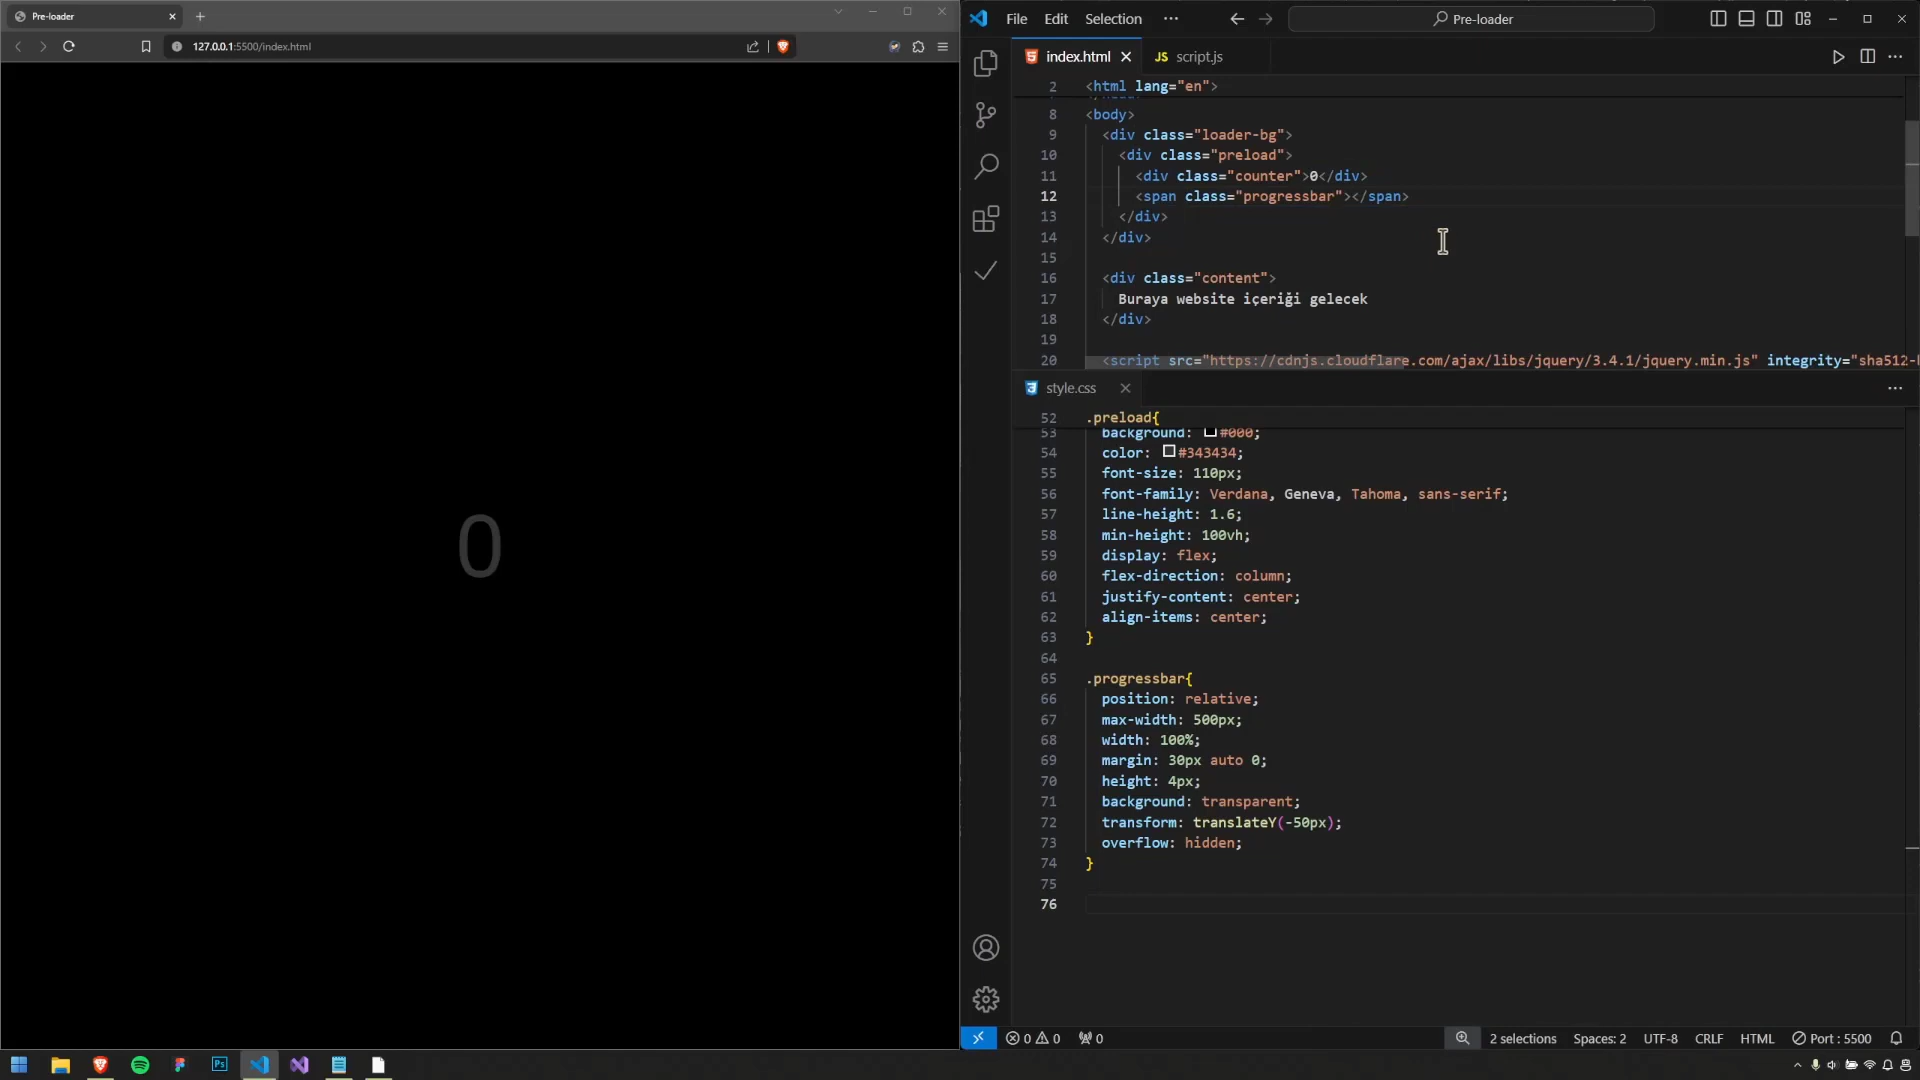 Pre-loader
127.0.0.1:5500/index.html
0
File Edit Selection
Pre-loader
index.html
JS script.js
2 <html lang="en">
8 <body>
9 <div class="loader-bg">
10 <div class="preload">
11 <div class="counter">0</div>
12 <span class="progressbar"></span>
13 </div>
14 </div>
15
16 <div class="content">
17 Buraya website içeriği gelecek
18 </div>
19
20 <script src="https://cdnjs.cloudflare.com/ajax/libs/jquery/3.4.1/jquery.min.js" integrity="sha512-
style.css
52 .preload{
53 background: #000;
54 color: #343434;
55 font-size: 110px;
56 font-family: Verdana, Geneva, Tahoma, sans-serif;
57 line-height: 1.6;
58 min-height: 100vh;
59 display: flex;
60 flex-direction: column;
61 justify-content: center;
62 align-items: center;
63 }
64
65 .progressbar{
66 position: relative;
67 max-width: 500px;
68 width: 100%;
69 margin: 30px auto 0;
70 height: 4px;
71 background: transparent;
72 transform: translateY(-50px);
73 overflow: hidden;
74 }
75
76
0 0 0
2 selections Spaces: 2 UTF-8 CRLF HTML Port : 5500
Ps